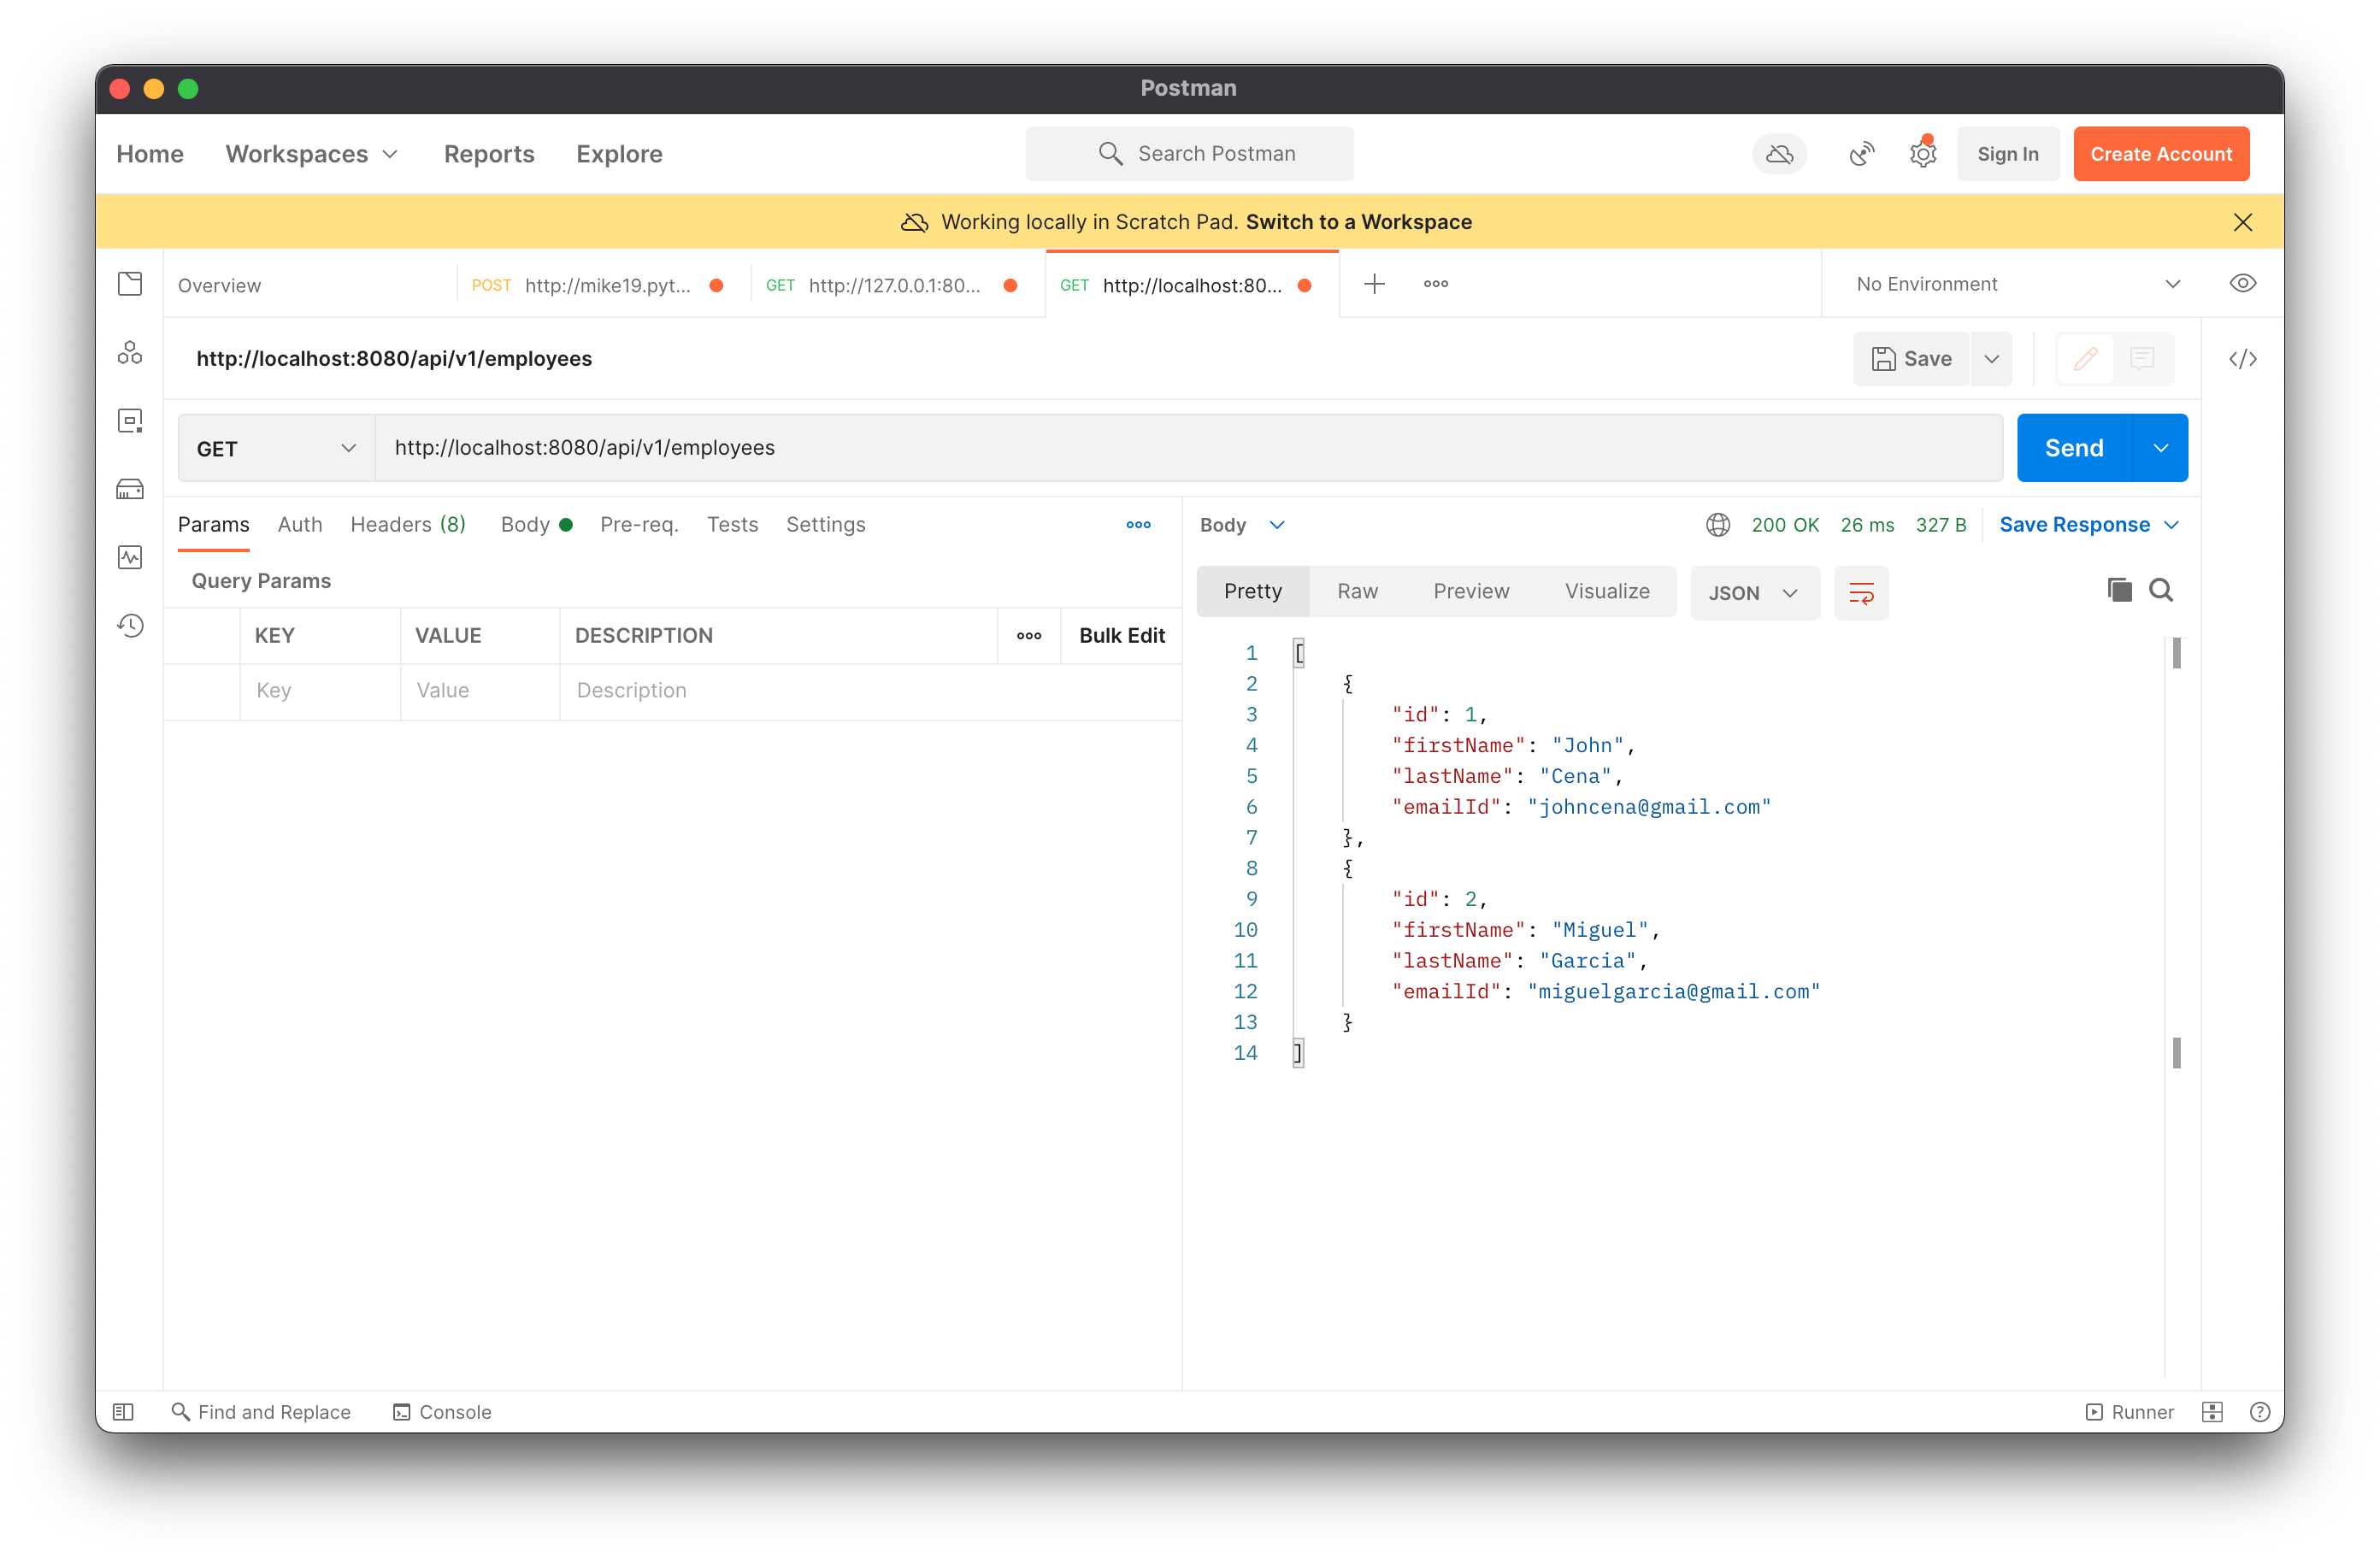 Postman
Home Workspaces Reports Explore Search Postman Sign In Create Account
Working locally in Scratch Pad. Switch to a Workspace
Overview POST http://mike19.pyt... GET http://127.0.0.1:80... GET http://localhost:80... No Environment
http://localhost:8080/api/v1/employees Save
GET http://localhost:8080/api/v1/employees Send
Params Auth Headers (8) Body Pre-req. Tests Settings
Body 200 OK 26 ms 327 B Save Response
Query Params
KEY VALUE DESCRIPTION Bulk Edit
Key Value Description
Pretty Raw Preview Visualize JSON
1 [
2 {
3 "id": 1,
4 "firstName": "John",
5 "lastName": "Cena",
6 "emailId": "johncena@gmail.com"
7 },
8 {
9 "id": 2,
10 "firstName": "Miguel",
11 "lastName": "Garcia",
12 "emailId": "miguelgarcia@gmail.com"
13 }
14 ]
Find and Replace Console Runner